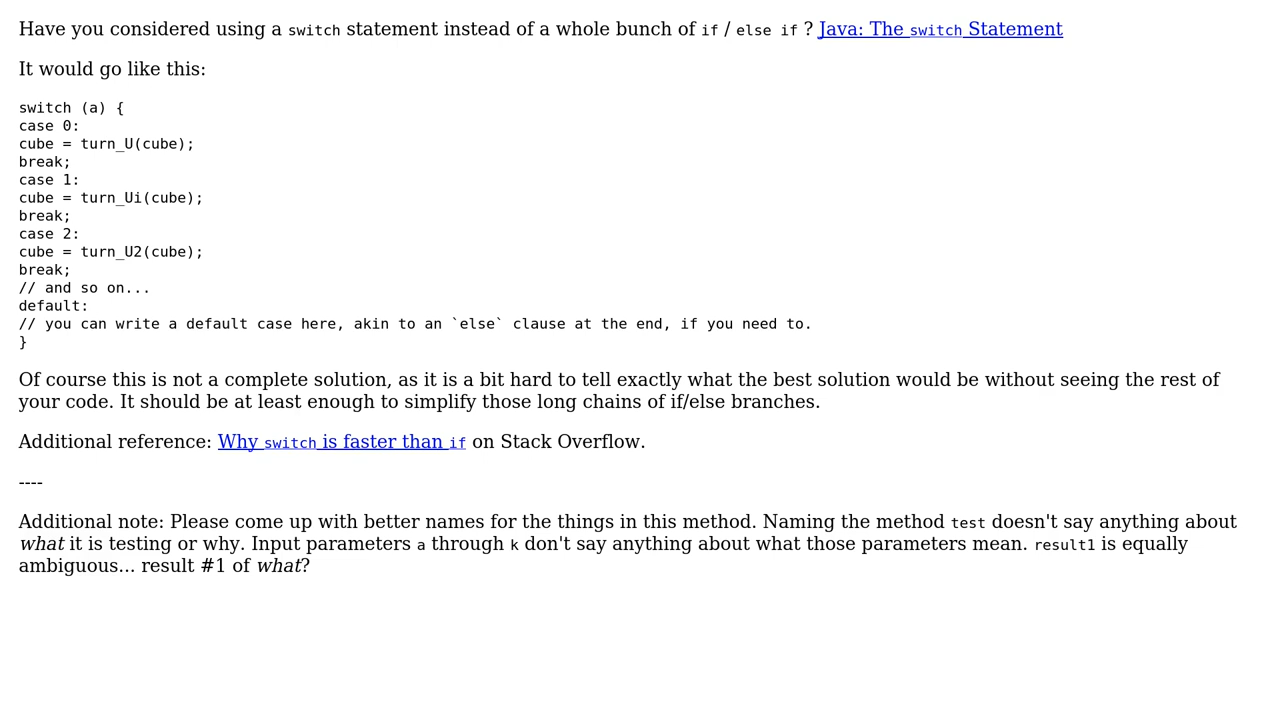 Have you considered using a switch statement instead of a whole bunch of if / else if ? Java: The switch Statement
It would go like this:
switch (a) {
case 0:
cube = turn_U(cube);
break;
case 1:
cube = turn_Ui(cube);
break;
case 2:
cube = turn_U2(cube);
break;
// and so on...
default:
// you can write a default case here, akin to an `else` clause at the end, if you need to.
}
Of course this is not a complete solution, as it is a bit hard to tell exactly what the best solution would be without seeing the rest of
your code. It should be at least enough to simplify those long chains of if/else branches.
Additional reference: Why switch is faster than if on Stack Overflow.
----
Additional note: Please come up with better names for the things in this method. Naming the method test doesn't say anything about
what it is testing or why. Input parameters a through k don't say anything about what those parameters mean. result1 is equally
ambiguous... result #1 of what?